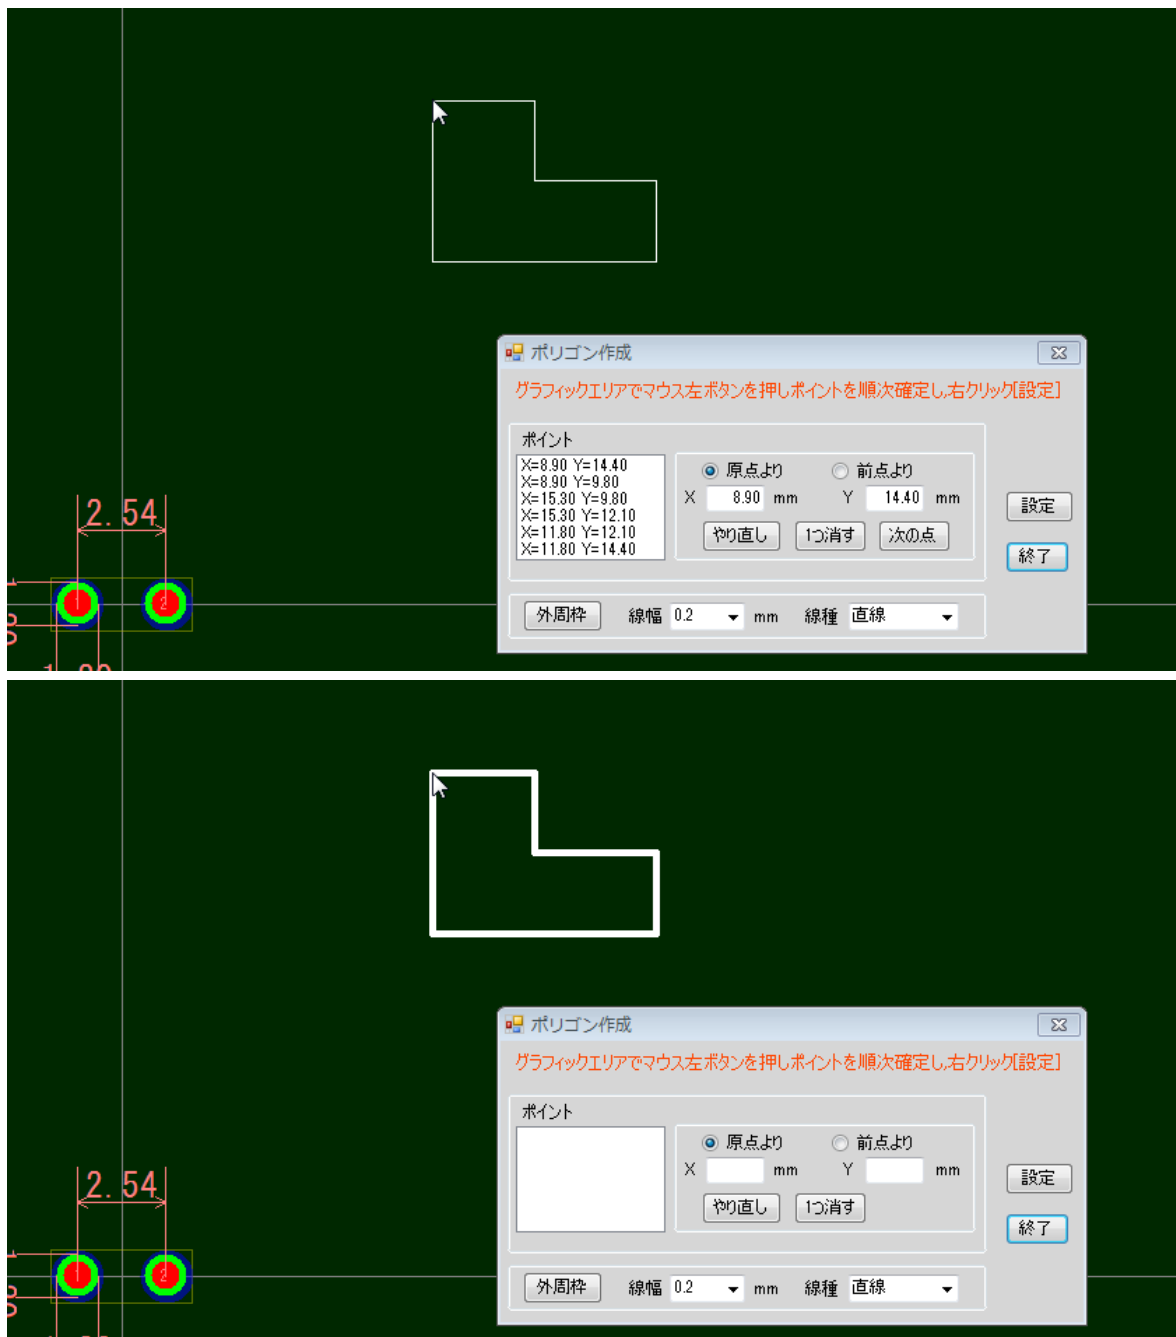 ポリゴン作成
グラフィックエリアでマウス左ボタンを押しポイントを順次確定し,右クリック[設定]
ポイント
X=8.90 Y=14.40
X=8.90 Y=9.80
X=15.30 Y=9.80
X=15.30 Y=12.10
X=11.80 Y=12.10
X=11.80 Y=14.40
原点より 前点より
X 8.90 mm Y 14.40 mm
やり直し 1つ消す 次の点
設定
終了
外周枠 線幅 0.2 mm 線種 直線
2.54
1 2
ポリゴン作成
グラフィックエリアでマウス左ボタンを押しポイントを順次確定し,右クリック[設定]
ポイント
原点より 前点より
X mm Y mm
やり直し 1つ消す
設定
終了
外周枠 線幅 0.2 mm 線種 直線
2.54
1 2